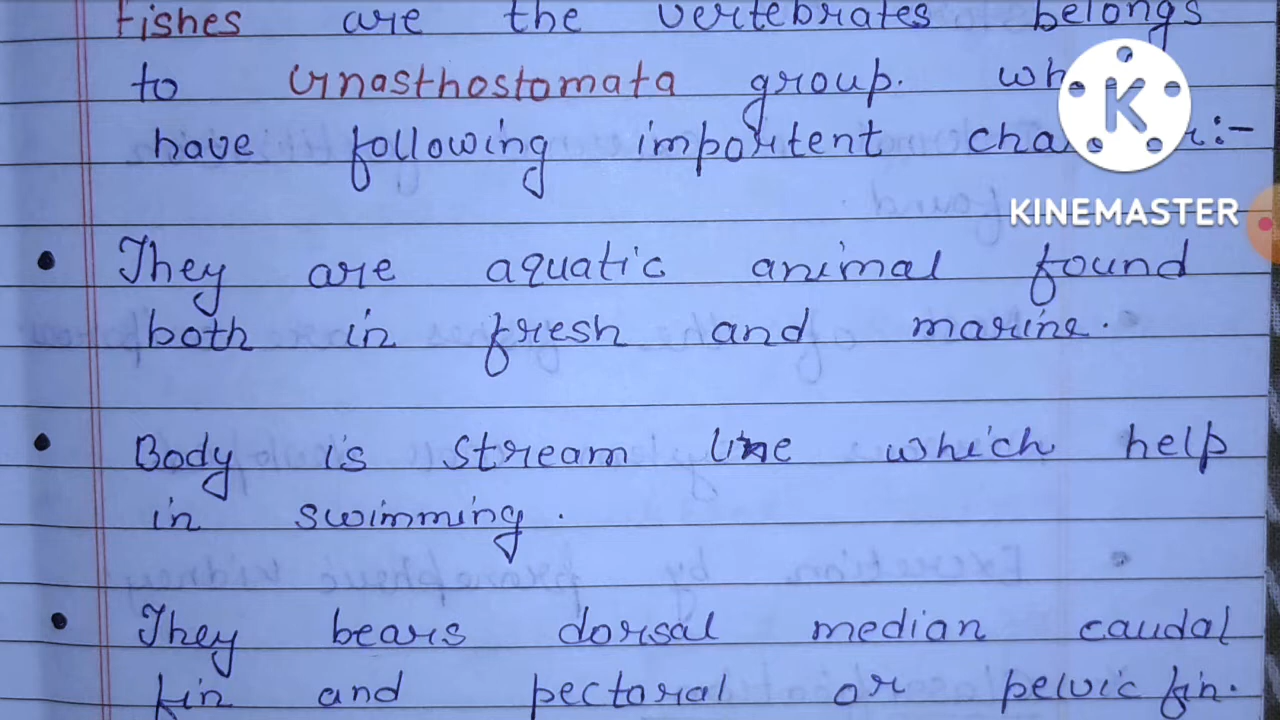 Fishes are the vertebrates belongs
to Gnasthostomata group.
have following importent
KINEMASTER
• They are aquatic animal found
both in fresh and marine.
• Body is stream line which help
in swimming.
• They bears dorsal median caudal
fin and pectoral or pelvic fin.